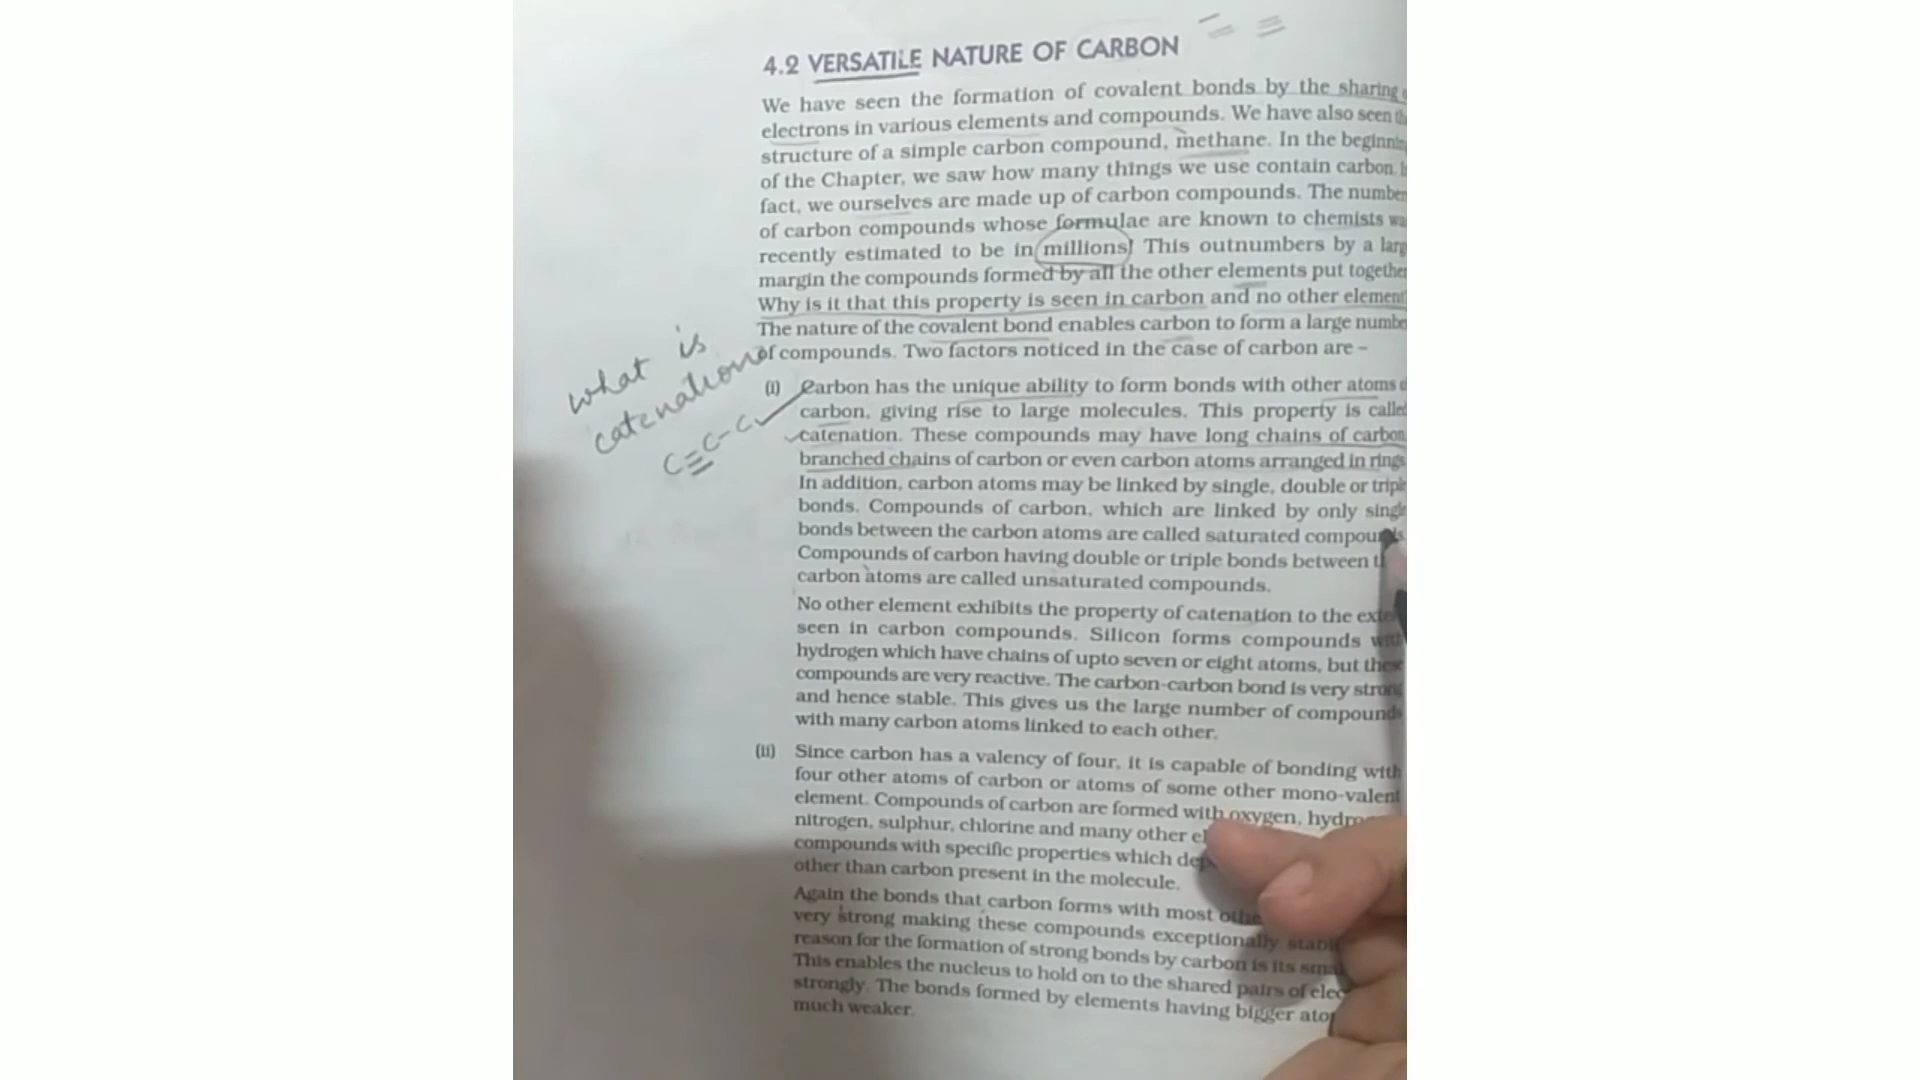 4.2 VERSATILE NATURE OF CARBON
We have seen the formation of covalent bonds by the sharing
electrons in various elements and compounds. We have also seen
structure of a simple carbon compound, methane. In the
of the Chapter, we saw how many things we use contain carbon.
fact, we ourselves are made up of carbon compounds. The number
of carbon compounds whose formulae are known to chemists
recently estimated to be in millions! This outnumbers by a
margin the compounds formed by all the other elements put
Why is it that this property is seen in carbon and no other element
The nature of the covalent bond enables carbon to form a large
of compounds. Two factors noticed in the case of carbon are –
what is
catenation
C≡C-C
(i) Carbon has the unique ability to form bonds with other atoms
carbon, giving rise to large molecules. This property is
catenation. These compounds may have long chains of carbon
branched chains of carbon or even carbon atoms arranged in rings
In addition, carbon atoms may be linked by single, double or
bonds. Compounds of carbon, which are linked by only
bonds between the carbon atoms are called saturated
Compounds of carbon having double or triple bonds between
carbon atoms are called unsaturated compounds.
No other element exhibits the property of catenation to the
seen in carbon compounds. Silicon forms compounds
hydrogen which have chains of upto seven or eight atoms, but
compounds are very reactive. The carbon-carbon bond is very
and hence stable. This gives us the large number of compounds
with many carbon atoms linked to each other.
(ii) Since carbon has a valency of four, it is capable of bonding with
four other atoms of carbon or atoms of some other mono-valent
element. Compounds of carbon are formed with oxygen,
nitrogen, sulphur, chlorine and many other
compounds with specific properties which
other than carbon present in the molecule.
Again the bonds that carbon forms with most
very strong making these compounds exceptionally
reason for the formation of strong bonds by carbon is its
This enables the nucleus to hold on to the shared pairs of
strongly. The bonds formed by elements having bigger
much weaker.